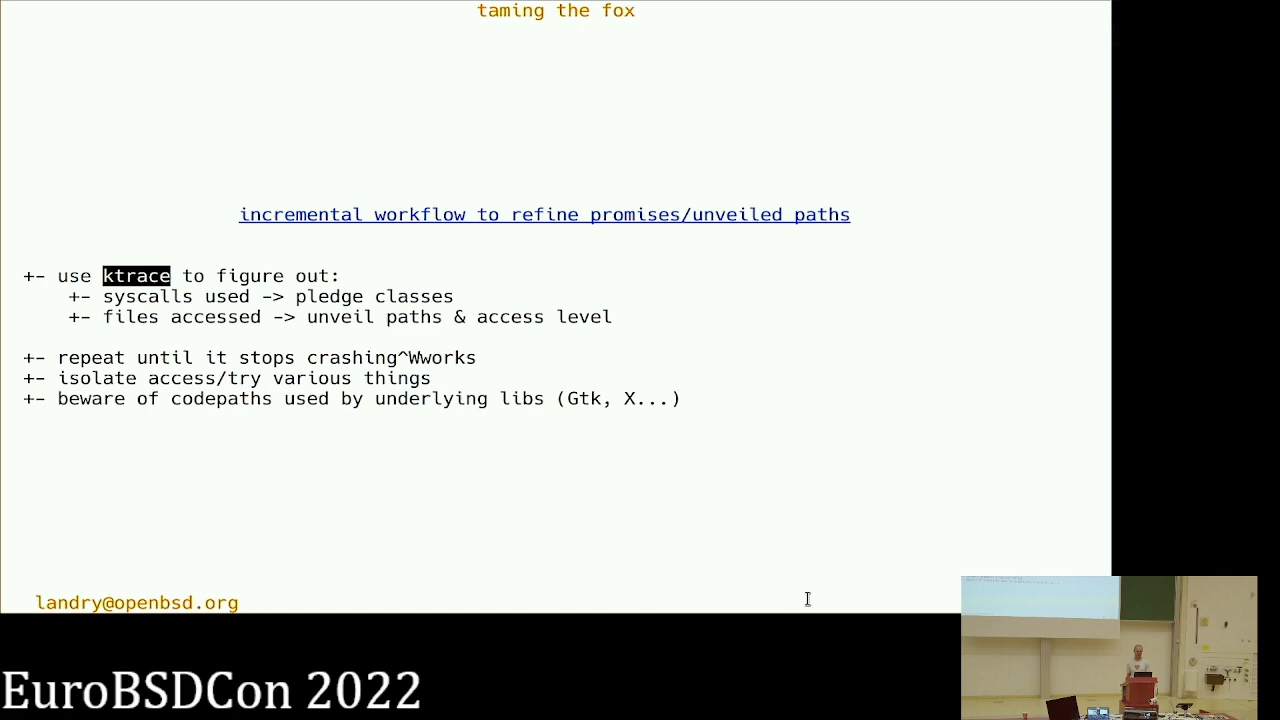 taming the fox
incremental workflow to refine promises/unveiled paths
+- use ktrace to figure out:
+- syscalls used -> pledge classes
+- files accessed -> unveil paths & access level
+- repeat until it stops crashing^Wworks
+- isolate access/try various things
+- beware of codepaths used by underlying libs (Gtk, X...)
landry@openbsd.org
EuroBSDCon 2022